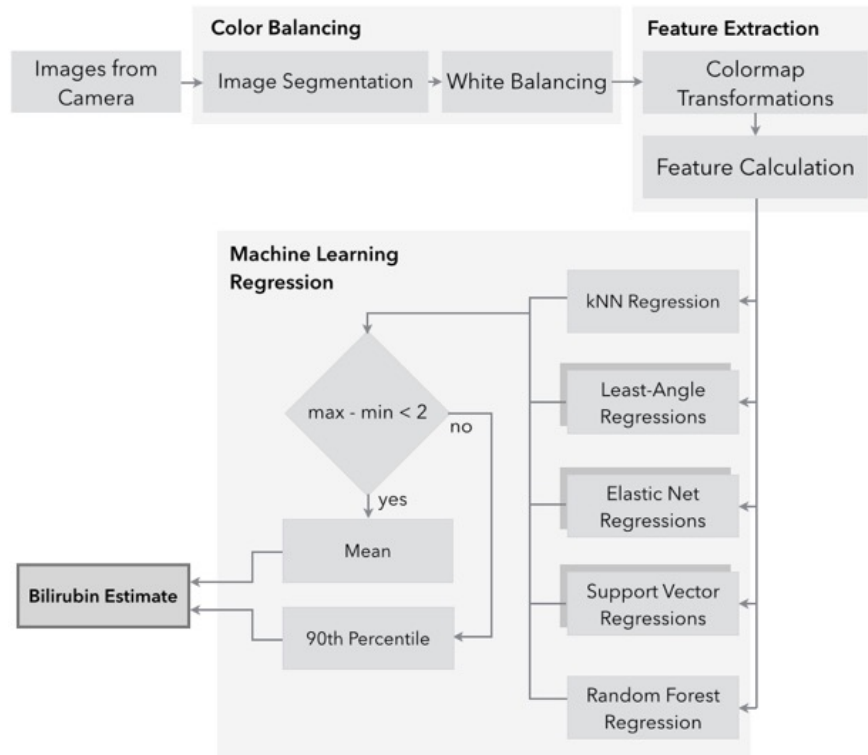 Color Balancing
Images from
Camera
Image Segmentation
White Balancing
Feature Extraction
Colormap
Transformations
Feature Calculation
Machine Learning
Regression
kNN Regression
Least-Angle
Regressions
Elastic Net
Regressions
Support Vector
Regressions
Random Forest
Regression
max - min < 2
no
yes
Mean
90th Percentile
Bilirubin Estimate